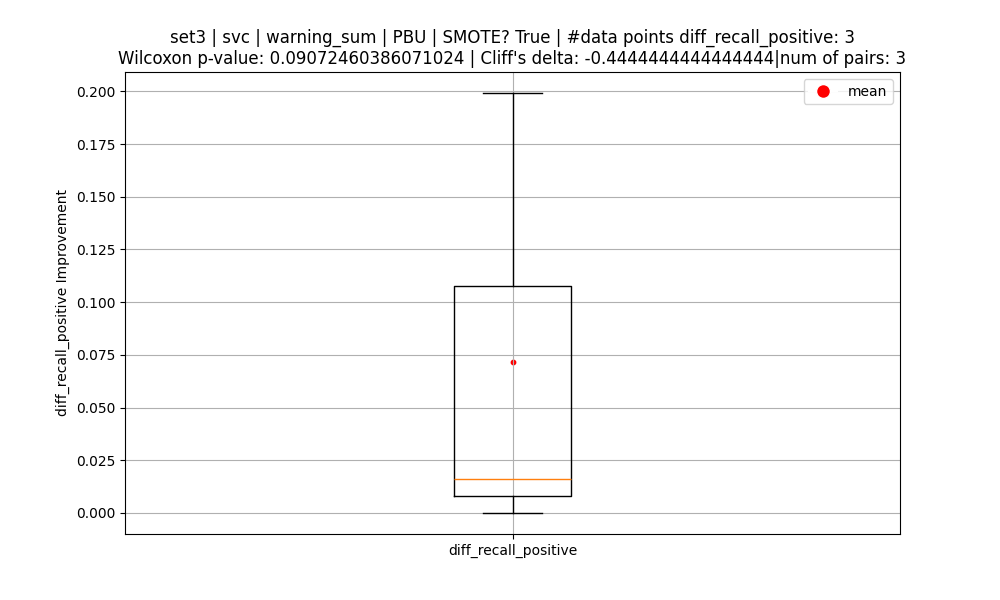 set3 | svc | warning_sum | PBU | SMOTE? True | #data points diff_recall_positive: 3
Wilcoxon p-value: 0.09072460386071024 | Cliff's delta: -0.4444444444444444|num of pairs: 3
mean
0.200
0.175
0.150
0.125
0.100
0.075
0.050
0.025
0.000
diff_recall_positive Improvement
diff_recall_positive